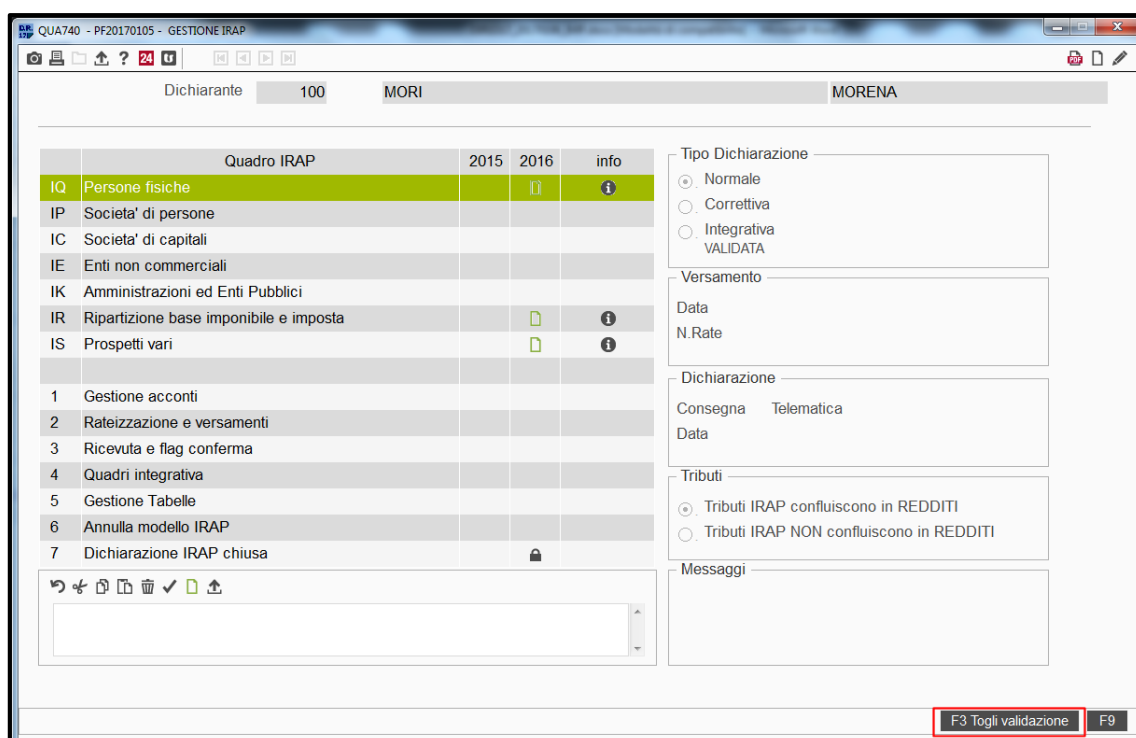 D.R. 17 QUA740 - PF20170105 - GESTIONE IRAP
? 24
PDF
Dichiarante 100 MORI MORENA
Quadro IRAP 2015 2016 info
IQ Persone fisiche
IP Societa' di persone
IC Societa' di capitali
IE Enti non commerciali
IK Amministrazioni ed Enti Pubblici
IR Ripartizione base imponibile e imposta
IS Prospetti vari
1 Gestione acconti
2 Rateizzazione e versamenti
3 Ricevuta e flag conferma
4 Quadri integrativa
5 Gestione Tabelle
6 Annulla modello IRAP
7 Dichiarazione IRAP chiusa
Tipo Dichiarazione
Normale
Correttiva
Integrativa
VALIDATA
Versamento
Data
N.Rate
Dichiarazione
Consegna Telematica
Data
Tributi
Tributi IRAP confluiscono in REDDITI
Tributi IRAP NON confluiscono in REDDITI
Messaggi
F3 Togli validazione F9